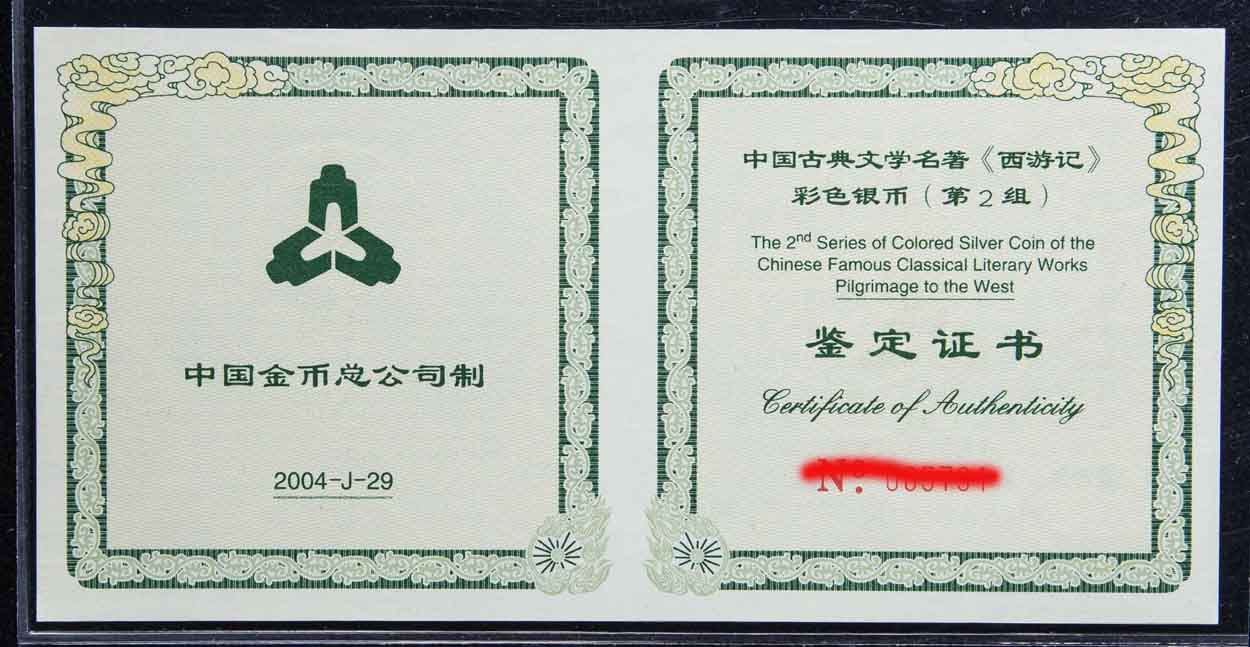 中国金币总公司制
2004-J-29
中国古典文学名著《西游记》
彩色银币（第2组）
The 2nd Series of Colored Silver Coin of the
Chinese Famous Classical Literary Works
Pilgrimage to the West
鉴定证书
Certificate of Authenticity
Nº.